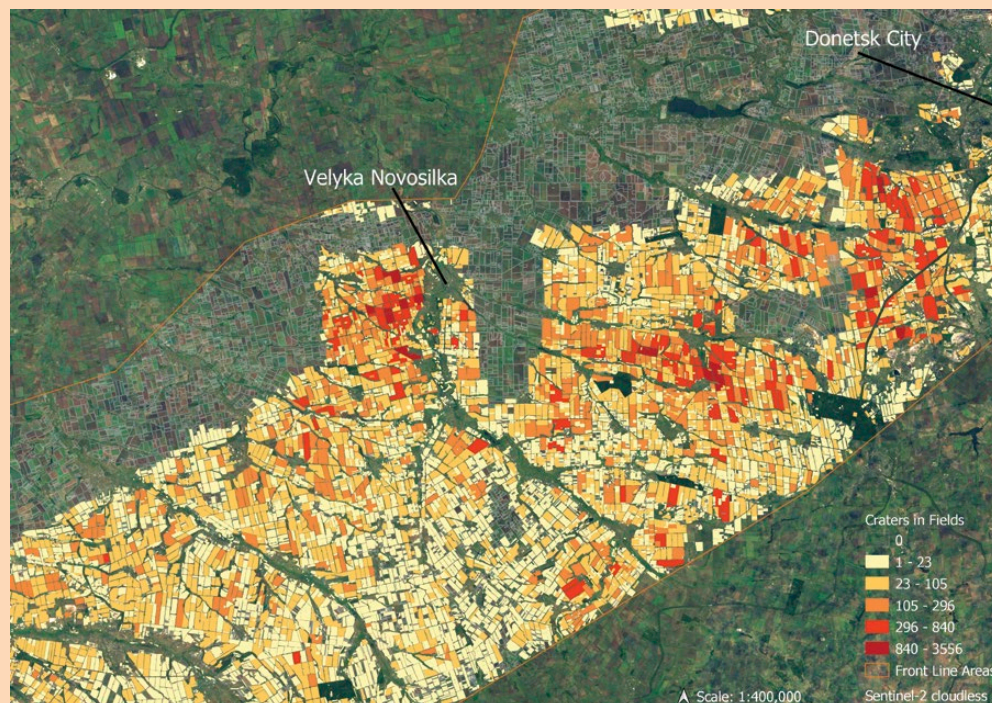 Donetsk City
Velyka Novosilka
Craters in Fields
0
1 - 23
23 - 105
105 - 296
296 - 840
840 - 3556
Front Line Areas
Scale: 1:400,000
Sentinel-2 cloudless